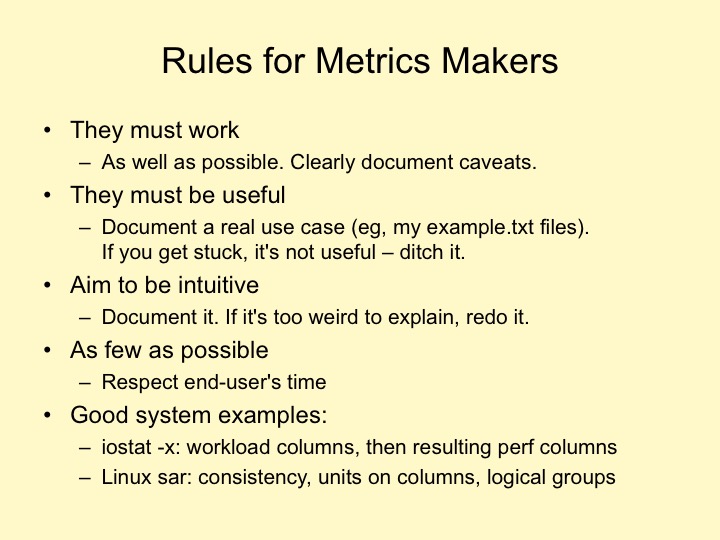 Rules for Metrics Makers
• They must work
– As well as possible. Clearly document caveats.
• They must be useful
– Document a real use case (eg, my example.txt files).
If you get stuck, it's not useful – ditch it.
• Aim to be intuitive
– Document it. If it's too weird to explain, redo it.
• As few as possible
– Respect end-user's time
• Good system examples:
– iostat -x: workload columns, then resulting perf columns
– Linux sar: consistency, units on columns, logical groups